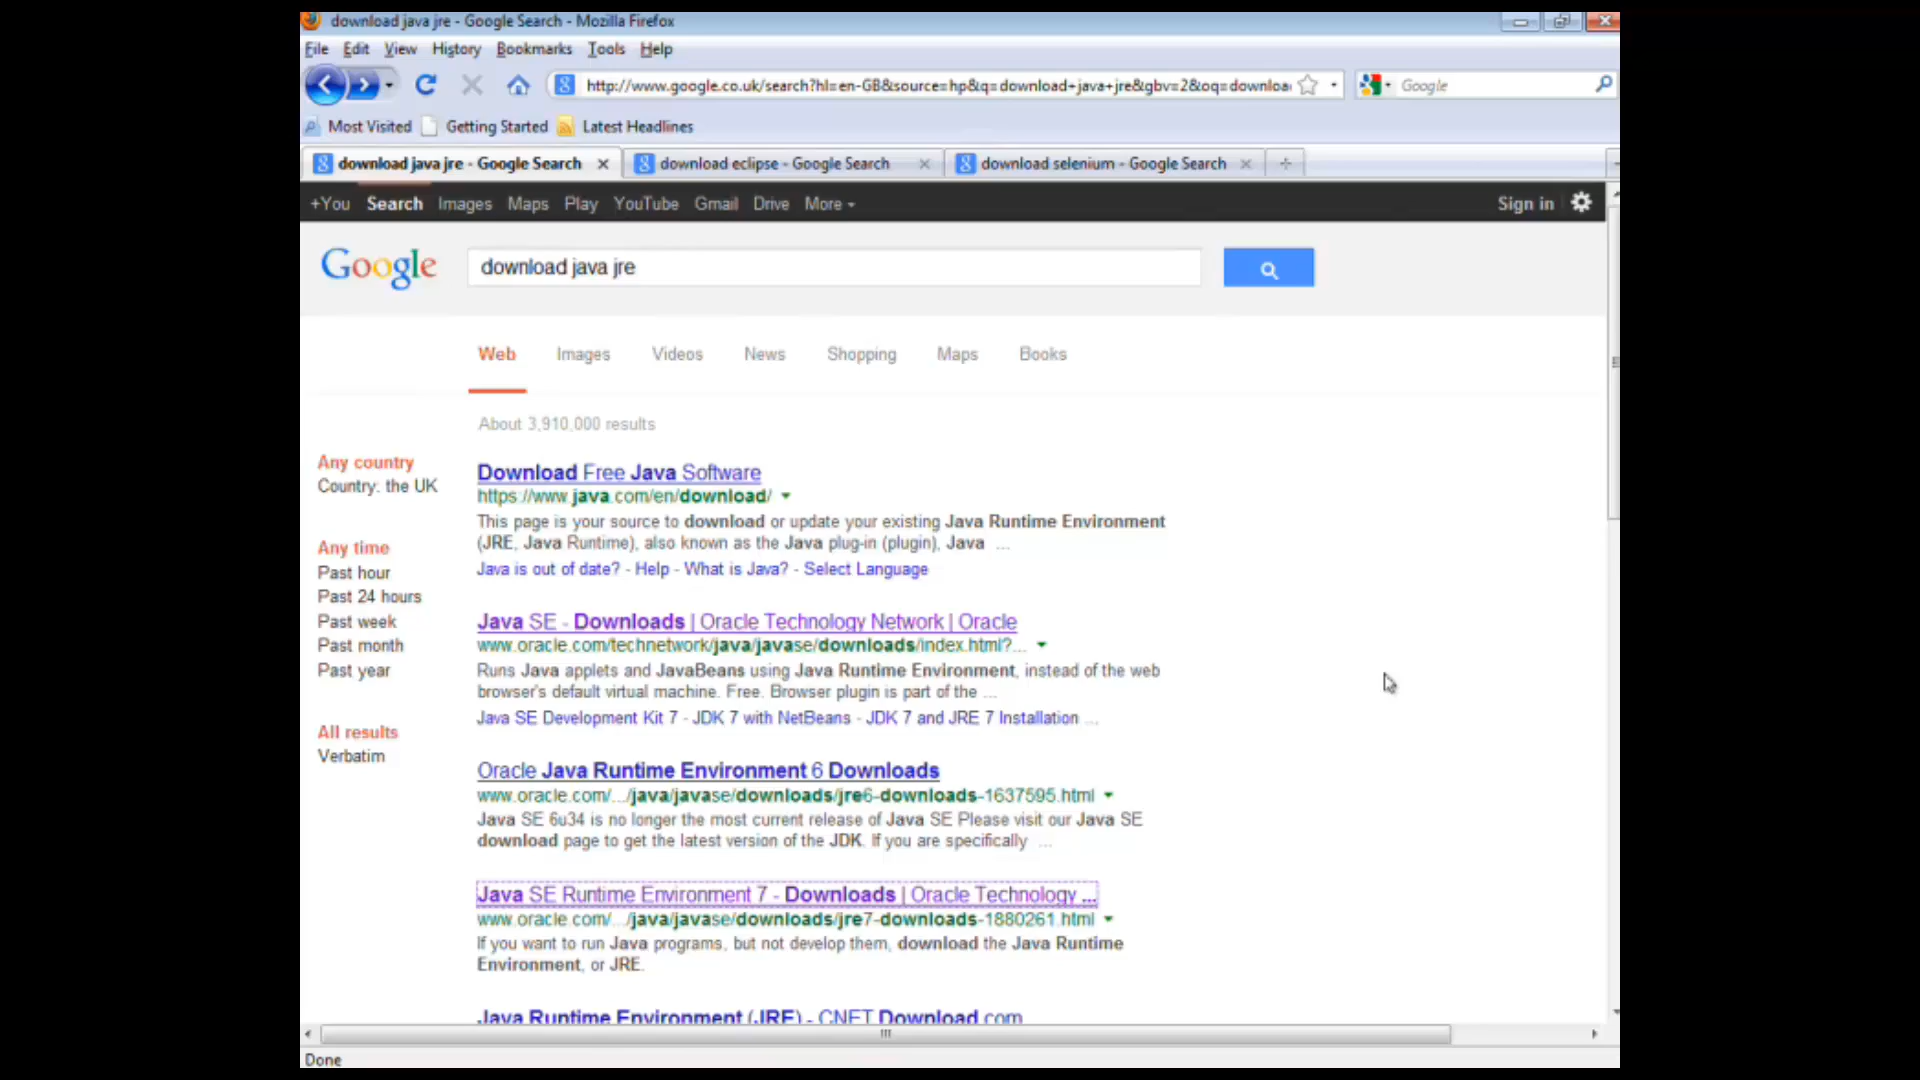 download java jre - Google Search - Mozilla Firefox
File Edit View History Bookmarks Tools Help
http://www.google.co.uk/search?hl=en-GB&source=hp&q=download+java+jre&gbv=2&oq=downloa
Google
Most Visited Getting Started Latest Headlines
download java jre - Google Search
download eclipse - Google Search
download selenium - Google Search
+You Search Images Maps Play YouTube Gmail Drive More
Sign in
Google
download java jre
Web Images Videos News Shopping Maps Books
About 3,910,000 results
Any country
Country: the UK
Any time
Past hour
Past 24 hours
Past week
Past month
Past year
All results
Verbatim
Download Free Java Software
https://www.java.com/en/download/
This page is your source to download or update your existing Java Runtime Environment
(JRE, Java Runtime), also known as the Java plug-in (plugin), Java ...
Java is out of date? - Help - What is Java? - Select Language
Java SE - Downloads | Oracle Technology Network | Oracle
www.oracle.com/technetwork/java/javase/downloads/index.html?...
Runs Java applets and JavaBeans using Java Runtime Environment, instead of the web
browser's default virtual machine. Free. Browser plugin is part of the ...
Java SE Development Kit 7 - JDK 7 with NetBeans - JDK 7 and JRE 7 Installation ...
Oracle Java Runtime Environment 6 Downloads
www.oracle.com/.../java/javase/downloads/jre6-downloads-1637595.html
Java SE 6u34 is no longer the most current release of Java SE Please visit our Java SE
download page to get the latest version of the JDK. If you are specifically ...
Java SE Runtime Environment 7 - Downloads | Oracle Technology ...
www.oracle.com/.../java/javase/downloads/jre7-downloads-1880261.html
If you want to run Java programs, but not develop them, download the Java Runtime
Environment, or JRE.
Java Runtime Environment (JRE) - CNET Download.com
Done